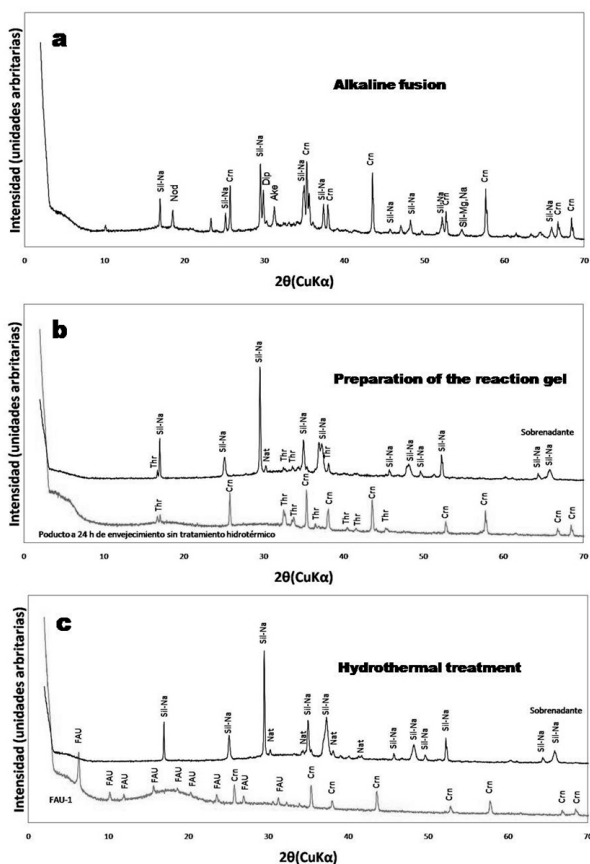 a
Alkaline fusion
Intensidad (unidades arbritarias)
Sil-Na
Nod
Sil-Na
Crn
Sil-Na
Dip
Ake
Sil-Na
Crn
Sil-Na
Crn
Crn
Sil-Na
Sil-Na
Sil-Na
Crn
Sil-Mg,Na
Crn
Sil-Na
Crn
Crn
0 10 20 30 40 50 60 70
2θ(CuKα)
b
Preparation of the reaction gel
Intensidad (unidades arbritarias)
Thr
Sil-Na
Sil-Na
Sil-Na
Nat
Thr
Thr
Sil-Na
Sil-Na
Thr
Sil-Na
Sil-Na
Sil-Na
Sil-Na
Sobrenadante
Sil-Na
Sil-Na
Thr
Crn
Thr
Thr
Crn
Thr
Crn
Thr
Thr
Crn
Thr
Crn
Crn
Crn
Crn
Poducto a 24 h de envejecimiento sin tratamiento hidrotérmico
0 10 20 30 40 50 60 70
2θ(CuKα)
c
Hydrothermal treatment
Intensidad (unidades arbritarias)
Sil-Na
Sil-Na
Sil-Na
Nat
Nat
Sil-Na
Sil-Na
Nat
Nat
Sil-Na
Sil-Na
Sil-Na
Sil-Na
Sobrenadante
Sil-Na
Sil-Na
FAU
FAU
FAU
FAU
FAU
FAU
FAU
Crn
FAU
FAU
Crn
Crn
Crn
Crn
Crn
Crn
Crn
FAU-1
0 10 20 30 40 50 60 70
2θ(CuKα)